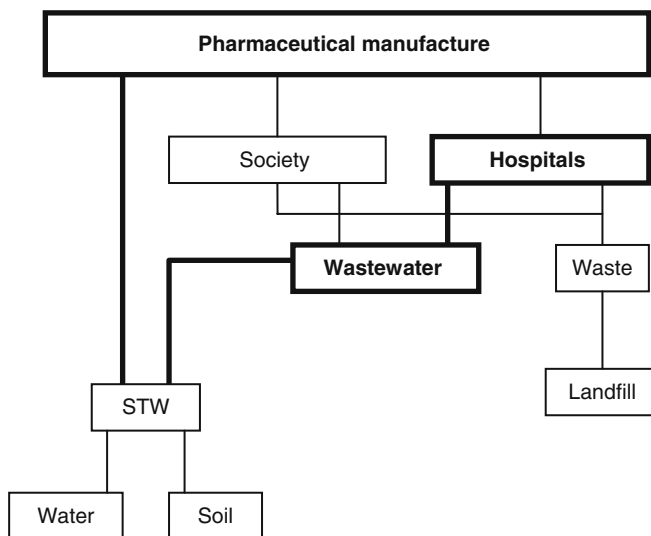 Pharmaceutical manufacture
Society
Hospitals
Wastewater
Waste
Landfill
STW
Water
Soil